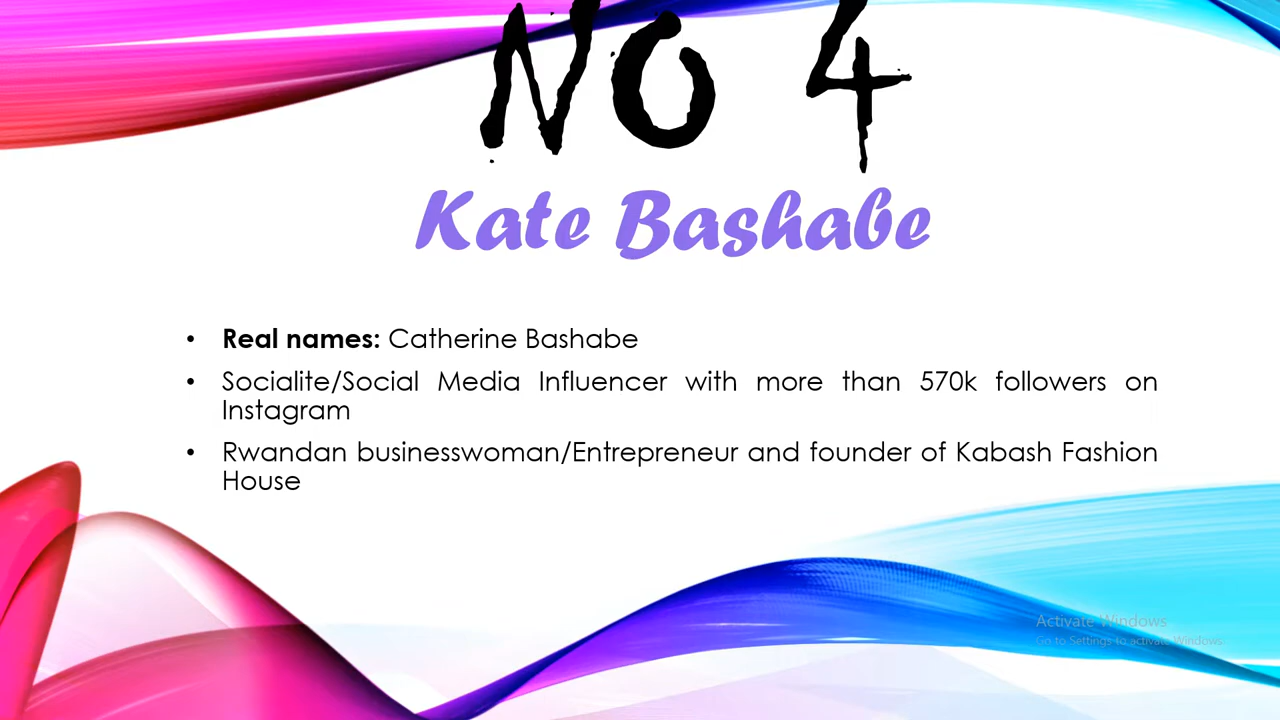 NO 4
Kate Bashabe
• Real names: Catherine Bashabe
• Socialite/Social Media Influencer with more than 570k followers on
Instagram
• Rwandan businesswoman/Entrepreneur and founder of Kabash Fashion
House
Activate Windows
Go to Settings to activate Windows.